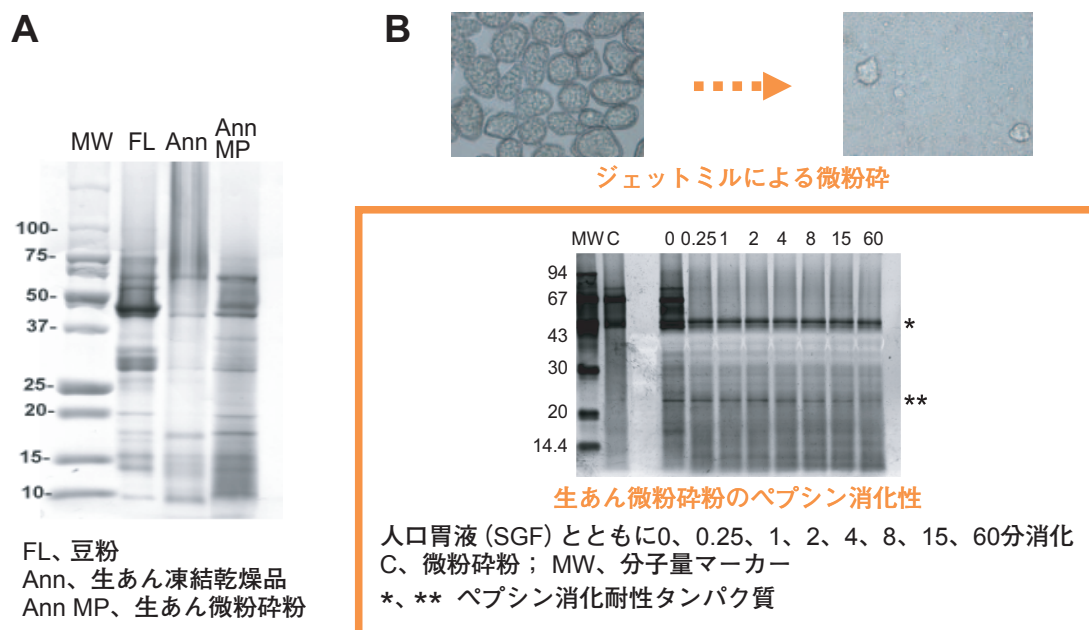 A
MW FL Ann Ann MP
100-
75-
50-
37-
25-
20-
15-
10-
FL、豆粉
Ann、生あん凍結乾燥品
Ann MP、生あん微粉砕粉
B
ジェットミルによる微粉砕
MW C 0 0.25 1 2 4 8 15 60
94
67
43
30
20
14.4
*
**
生あん微粉砕粉のペプシン消化性
人口胃液(SGF)とともに0、0.25、1、2、4、8、15、60分消化
C、微粉砕粉; MW、分子量マーカー
*、** ペプシン消化耐性タンパク質